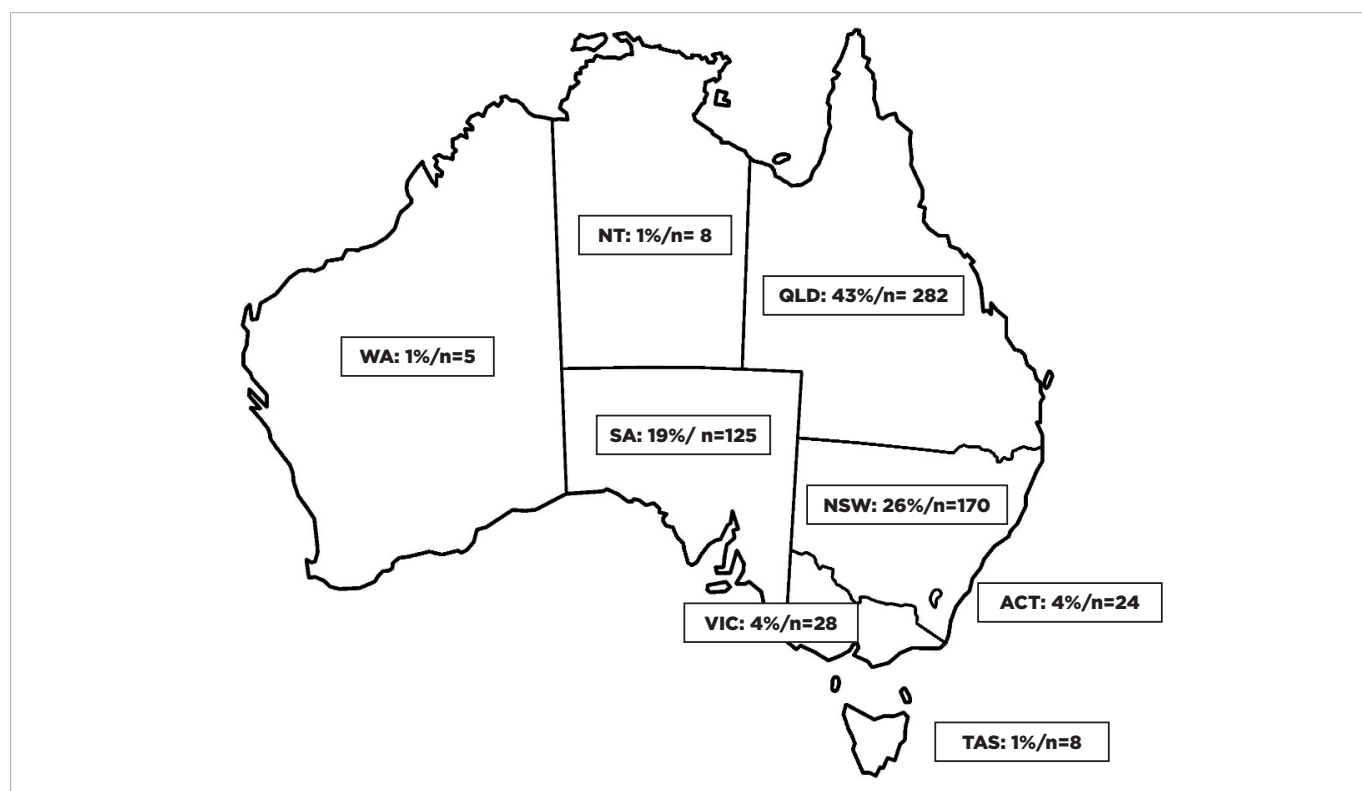 NT: 1%/n= 8
QLD: 43%/n= 282
WA: 1%/n=5
SA: 19%/ n=125
NSW: 26%/n=170
ACT: 4%/n=24
VIC: 4%/n=28
TAS: 1%/n=8